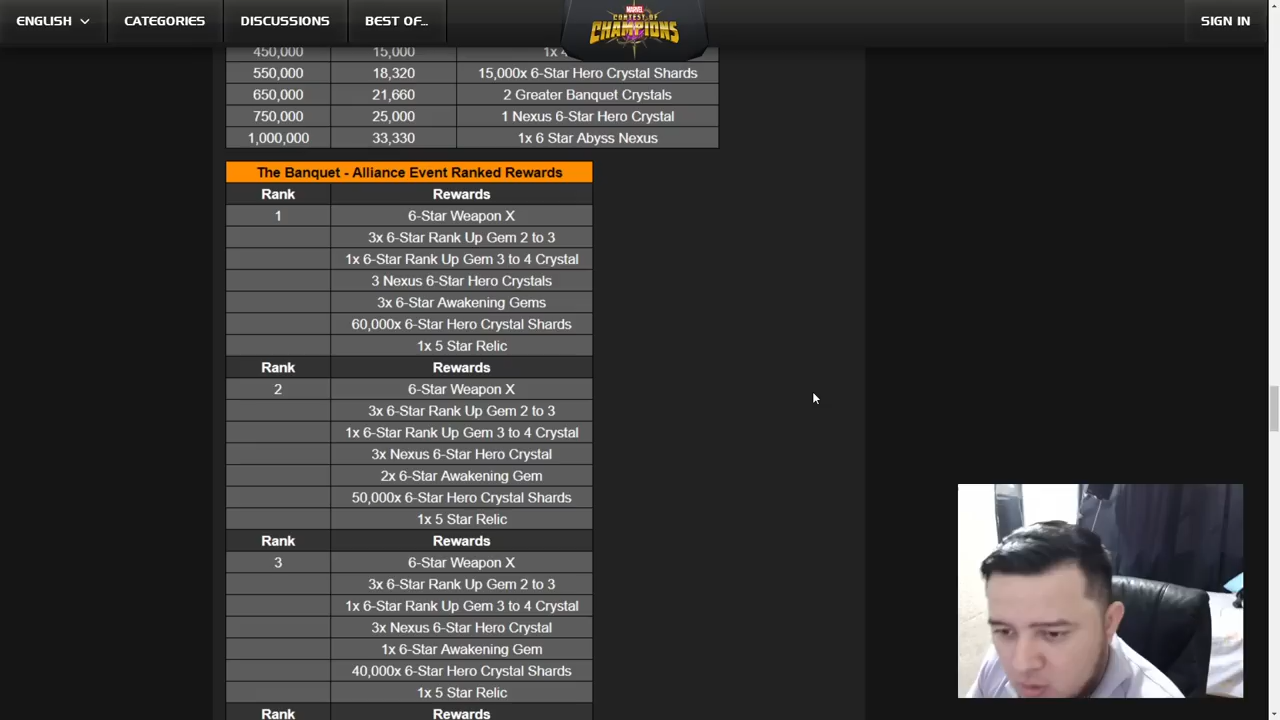 ENGLISH CATEGORIES DISCUSSIONS BEST OF... MARVEL CONTEST OF CHAMPIONS SIGN IN
450,000 15,000
550,000 18,320 15,000x 6-Star Hero Crystal Shards
650,000 21,660 2 Greater Banquet Crystals
750,000 25,000 1 Nexus 6-Star Hero Crystal
1,000,000 33,330 1x 6 Star Abyss Nexus
The Banquet - Alliance Event Ranked Rewards
Rank Rewards
1 6-Star Weapon X
3x 6-Star Rank Up Gem 2 to 3
1x 6-Star Rank Up Gem 3 to 4 Crystal
3 Nexus 6-Star Hero Crystals
3x 6-Star Awakening Gems
60,000x 6-Star Hero Crystal Shards
1x 5 Star Relic
Rank Rewards
2 6-Star Weapon X
3x 6-Star Rank Up Gem 2 to 3
1x 6-Star Rank Up Gem 3 to 4 Crystal
3x Nexus 6-Star Hero Crystal
2x 6-Star Awakening Gem
50,000x 6-Star Hero Crystal Shards
1x 5 Star Relic
Rank Rewards
3 6-Star Weapon X
3x 6-Star Rank Up Gem 2 to 3
1x 6-Star Rank Up Gem 3 to 4 Crystal
3x Nexus 6-Star Hero Crystal
1x 6-Star Awakening Gem
40,000x 6-Star Hero Crystal Shards
1x 5 Star Relic
Rank Rewards